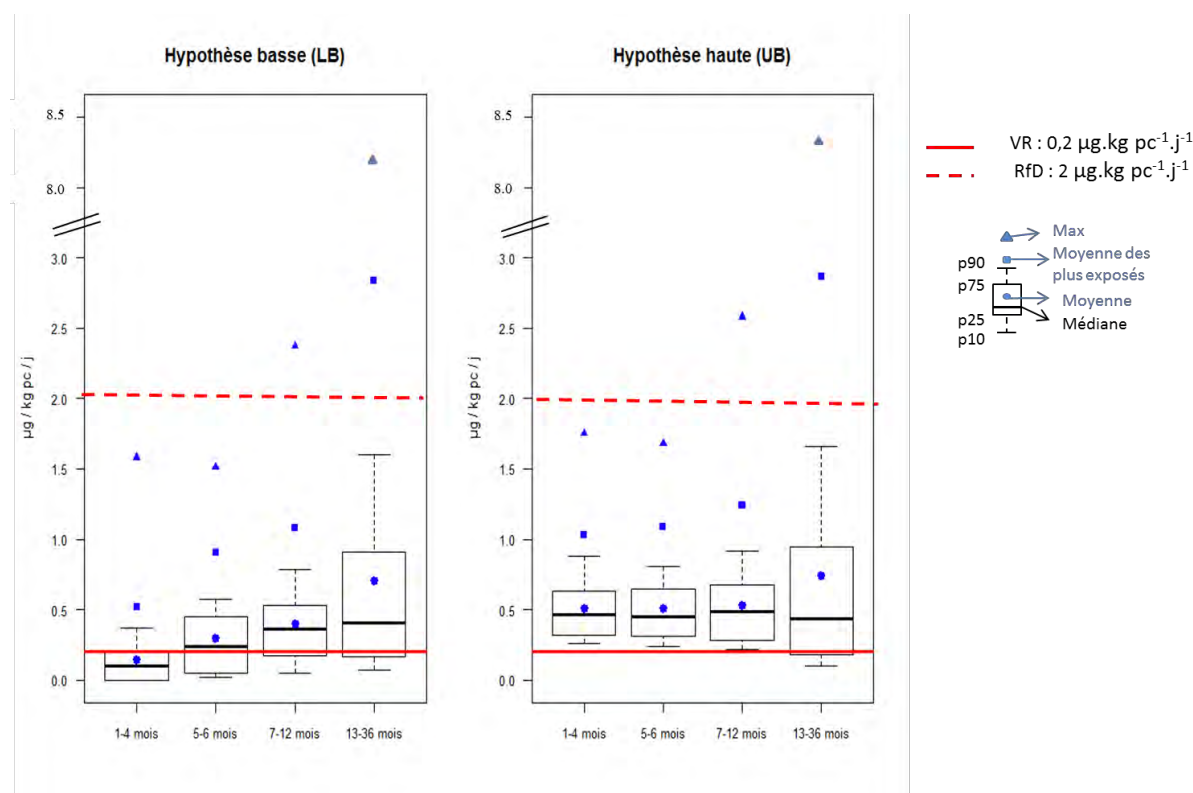 Hypothèse basse (LB)
8.5
8.0
3.0
2.5
2.0
1.5
1.0
0.5
0.0
µg / kg pc / j
1-4 mois 5-6 mois 7-12 mois 13-36 mois
Hypothèse haute (UB)
8.5
8.0
3.0
2.5
2.0
1.5
1.0
0.5
0.0
µg / kg pc / j
1-4 mois 5-6 mois 7-12 mois 13-36 mois
VR : 0,2 µg.kg pc⁻¹.j⁻¹
RfD : 2 µg.kg pc⁻¹.j⁻¹
Max
Moyenne des
plus exposés
Moyenne
Médiane
p90
p75
p25
p10